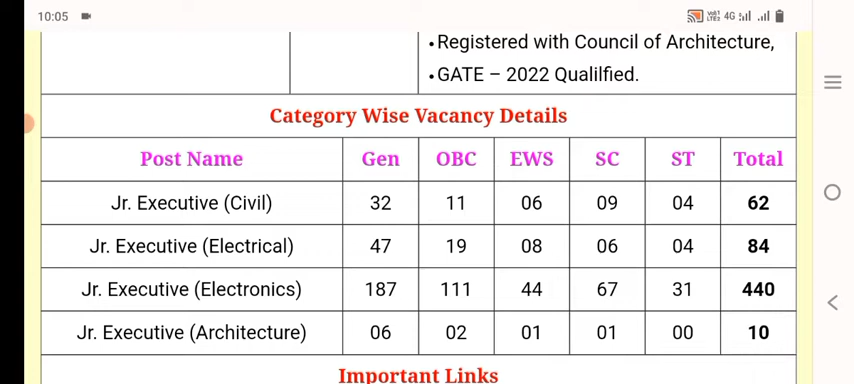 10:05
Vo1
LTE2
4G
• Registered with Council of Architecture,
• GATE – 2022 Qualilfied.
Category Wise Vacancy Details
Post Name Gen OBC EWS SC ST Total
Jr. Executive (Civil) 32 11 06 09 04 62
Jr. Executive (Electrical) 47 19 08 06 04 84
Jr. Executive (Electronics) 187 111 44 67 31 440
Jr. Executive (Architecture) 06 02 01 01 00 10
Important Links